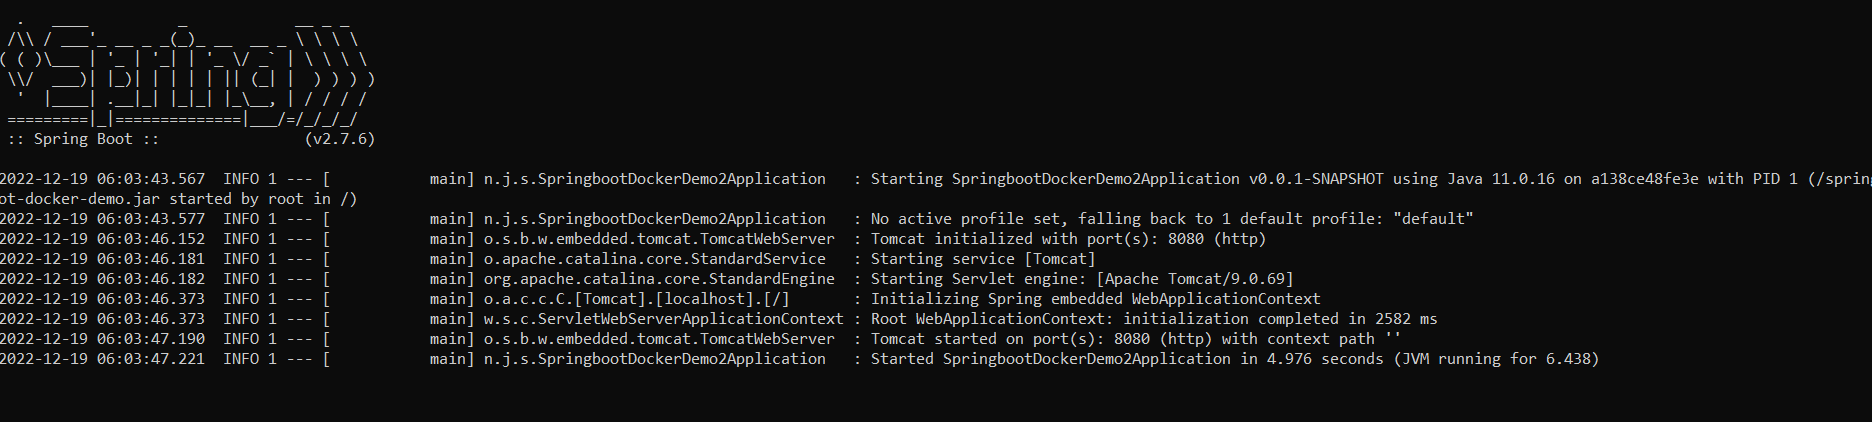 .   ____          _            __ _ _
 /\\ / ___'_ __ _ _(_)_ __  __ _ \ \ \ \
( ( )\___ | '_ | '_| | '_ \/ _` | \ \ \ \
 \\/  ___)| |_)| | | | | || (_| |  ) ) ) )
  '  |____| .__|_| |_|_| |_\__, | / / / /
 =========|_|==============|___/=/_/_/_/
 :: Spring Boot ::                (v2.7.6)
2022-12-19 06:03:43.567  INFO 1 --- [           main] n.j.s.SpringbootDockerDemo2Application   : Starting SpringbootDockerDemo2Application v0.0.1-SNAPSHOT using Java 11.0.16 on a138ce48fe3e with PID 1 (/spring
ot-docker-demo.jar started by root in /)
2022-12-19 06:03:43.577  INFO 1 --- [           main] n.j.s.SpringbootDockerDemo2Application   : No active profile set, falling back to 1 default profile: "default"
2022-12-19 06:03:46.152  INFO 1 --- [           main] o.s.b.w.embedded.tomcat.TomcatWebServer  : Tomcat initialized with port(s): 8080 (http)
2022-12-19 06:03:46.181  INFO 1 --- [           main] o.apache.catalina.core.StandardService   : Starting service [Tomcat]
2022-12-19 06:03:46.182  INFO 1 --- [           main] org.apache.catalina.core.StandardEngine  : Starting Servlet engine: [Apache Tomcat/9.0.69]
2022-12-19 06:03:46.373  INFO 1 --- [           main] o.a.c.c.C.[Tomcat].[localhost].[/]       : Initializing Spring embedded WebApplicationContext
2022-12-19 06:03:46.373  INFO 1 --- [           main] w.s.c.ServletWebServerApplicationContext : Root WebApplicationContext: initialization completed in 2582 ms
2022-12-19 06:03:47.190  INFO 1 --- [           main] o.s.b.w.embedded.tomcat.TomcatWebServer  : Tomcat started on port(s): 8080 (http) with context path ''
2022-12-19 06:03:47.221  INFO 1 --- [           main] n.j.s.SpringbootDockerDemo2Application   : Started SpringbootDockerDemo2Application in 4.976 seconds (JVM running for 6.438)